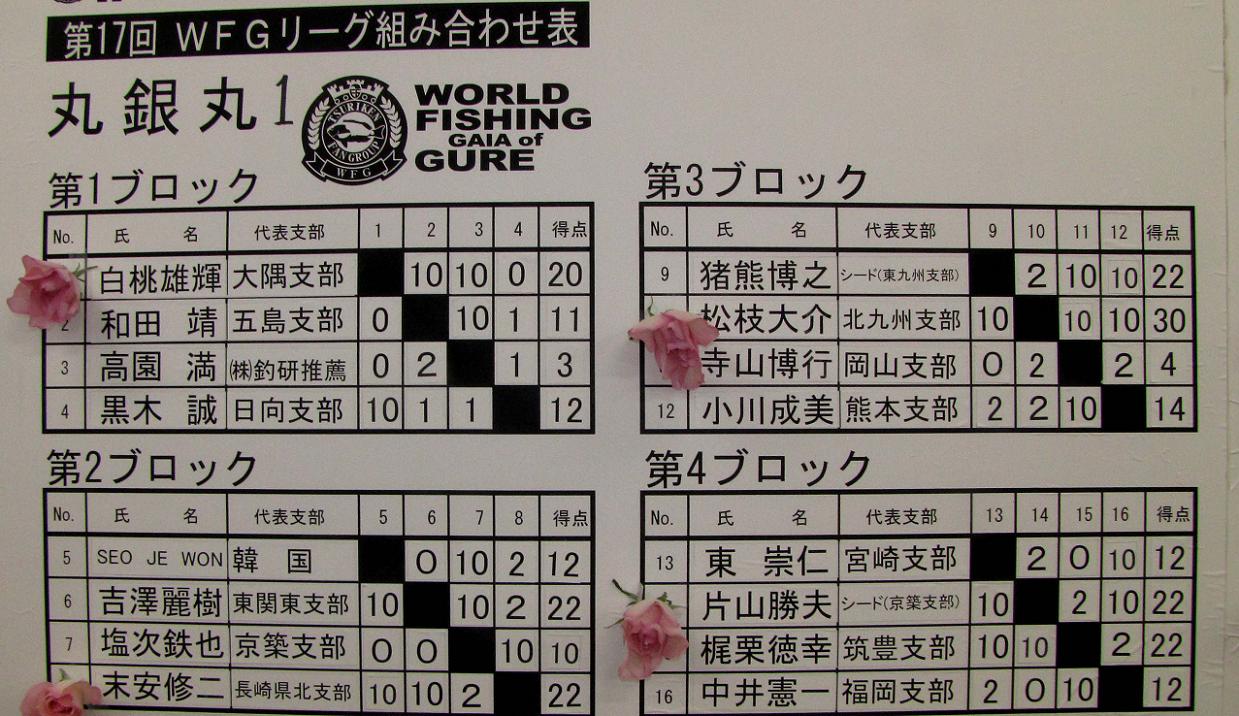 第17回 WFGリーグ組み合わせ表
丸銀丸1
TSURIKEN
FAN GROUP
WFG
WORLD
FISHING
GAIA of
GURE
第1ブロック
No. 氏 名 代表支部 1 2 3 4 得点
白桃雄輝 大隅支部 10 10 0 20
2 和田 靖 五島支部 0 10 1 11
3 高園 満 ㈱釣研推薦 0 2 1 3
4 黒木 誠 日向支部 10 1 1 12
第2ブロック
No. 氏 名 代表支部 5 6 7 8 得点
5 SEO JE WON 韓 国 0 10 2 12
6 吉澤麗樹 東関東支部 10 10 2 22
7 塩次鉄也 京築支部 0 0 10 10
末安修二 長崎県北支部 10 10 2 22
第3ブロック
No. 氏 名 代表支部 9 10 11 12 得点
9 猪熊博之 シード(東九州支部) 2 10 10 22
松枝大介 北九州支部 10 10 10 30
寺山博行 岡山支部 0 2 2 4
12 小川成美 熊本支部 2 2 10 14
第4ブロック
No. 氏 名 代表支部 13 14 15 16 得点
13 東 崇仁 宮崎支部 2 0 10 12
片山勝夫 シード(京築支部) 10 2 10 22
梶栗徳幸 筑豊支部 10 10 2 22
16 中井憲一 福岡支部 2 0 10 12